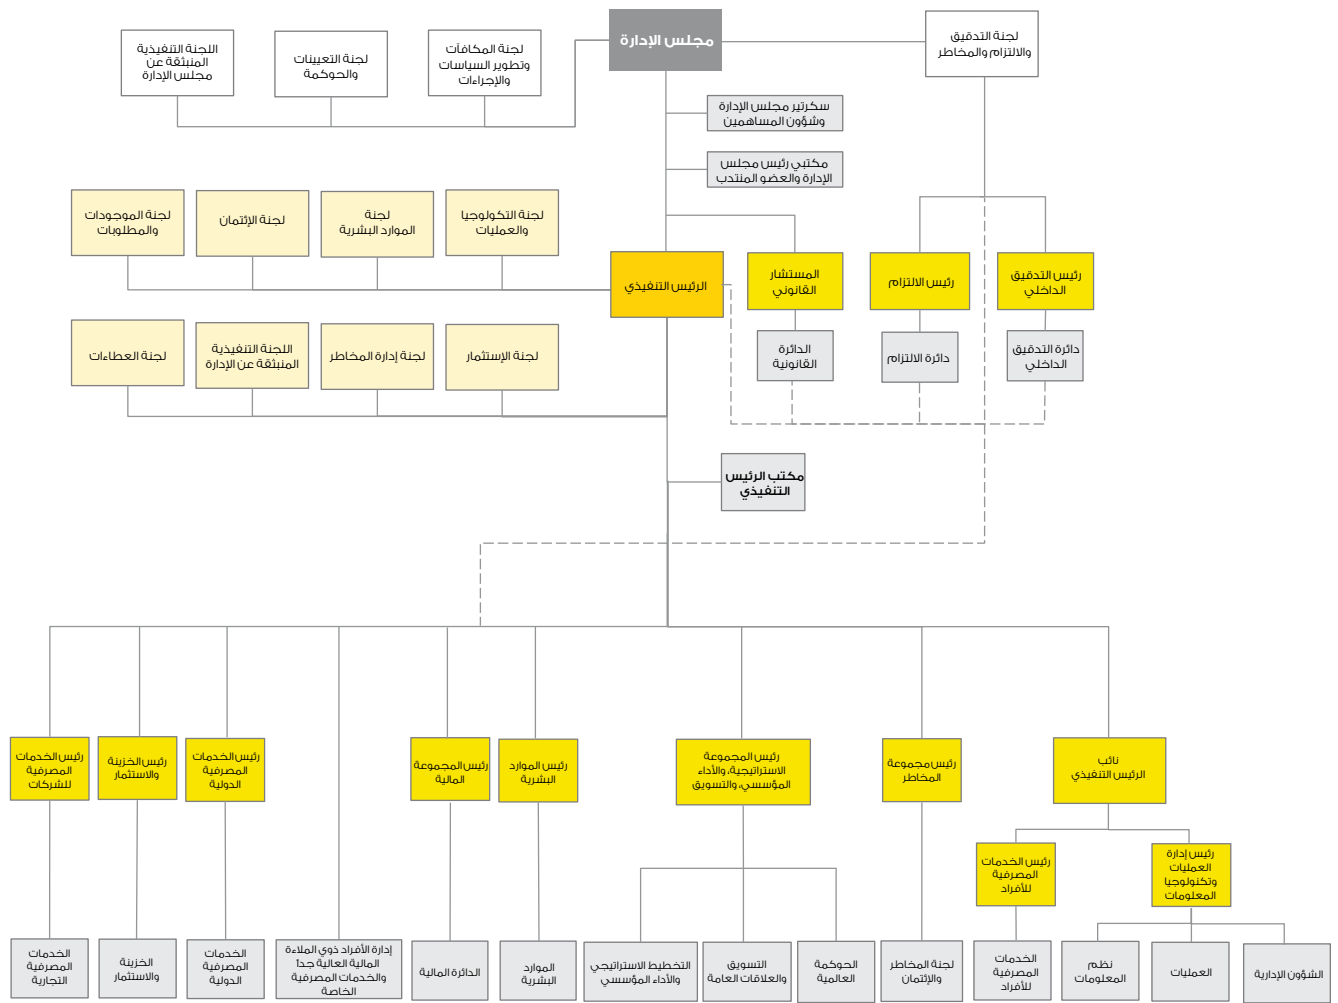 مجلس الإدارة
لجنة التدقيق
والالتزام والمخاطر
لجنة المكافآت
وتطوير السياسات
والإجراءات
لجنة التعيينات
والحوكمة
اللجنة التنفيذية
المنبثقة عن
مجلس الإدارة
سكرتير مجلس الإدارة
وشؤون المساهمين
مكتبي رئيس مجلس
الإدارة والعضو المنتدب
لجنة التكولوجيا
والعمليات
لجنة
الموارد البشرية
لجنة الإئتمان
لجنة الموجودات
والمطلوبات
رئيس التدقيق
الداخلي
رئيس الالتزام
المستشار
القانوني
الرئيس التنفيذي
دائرة التدقيق
الداخلي
دائرة الالتزام
الدائرة
القانونية
لجنة الإستثمار
لجنة إدارة المخاطر
اللجنة التنفيذية
المنبثقة عن الإدارة
لجنة العطاءات
مكتب الرئيس
التنفيذي
نائب
الرئيس التنفيذي
رئيس مجموعة
المخاطر
رئيس المجموعة
الاستراتيجية، والأداء
المؤسسي، والتسويق
رئيس الموارد
البشرية
رئيس المجموعة
المالية
رئيس الخدمات
المصرفية
الدولية
رئيس الخزينة
والاستثمار
رئيس الخدمات
المصرفية
للشركات
رئيس إدارة
العمليات
وتكنولوجيا
المعلومات
رئيس الخدمات
المصرفية
للأفراد
الشؤون الإدارية
العمليات
نظم
المعلومات
الخدمات
المصرفية
للأفراد
لجنة المخاطر
والإئتمان
الحوكمة
العالمية
التسويق
والعلاقات العامة
التخطيط الاستراتيجي
والأداء المؤسسي
الموارد
البشرية
الدائرة المالية
إدارة الأفراد ذوي الملاءة
المالية العالية جداً
والخدمات المصرفية
الخاصة
الخدمات
المصرفية
الدولية
الخزينة
والاستثمار
الخدمات
المصرفية
التجارية